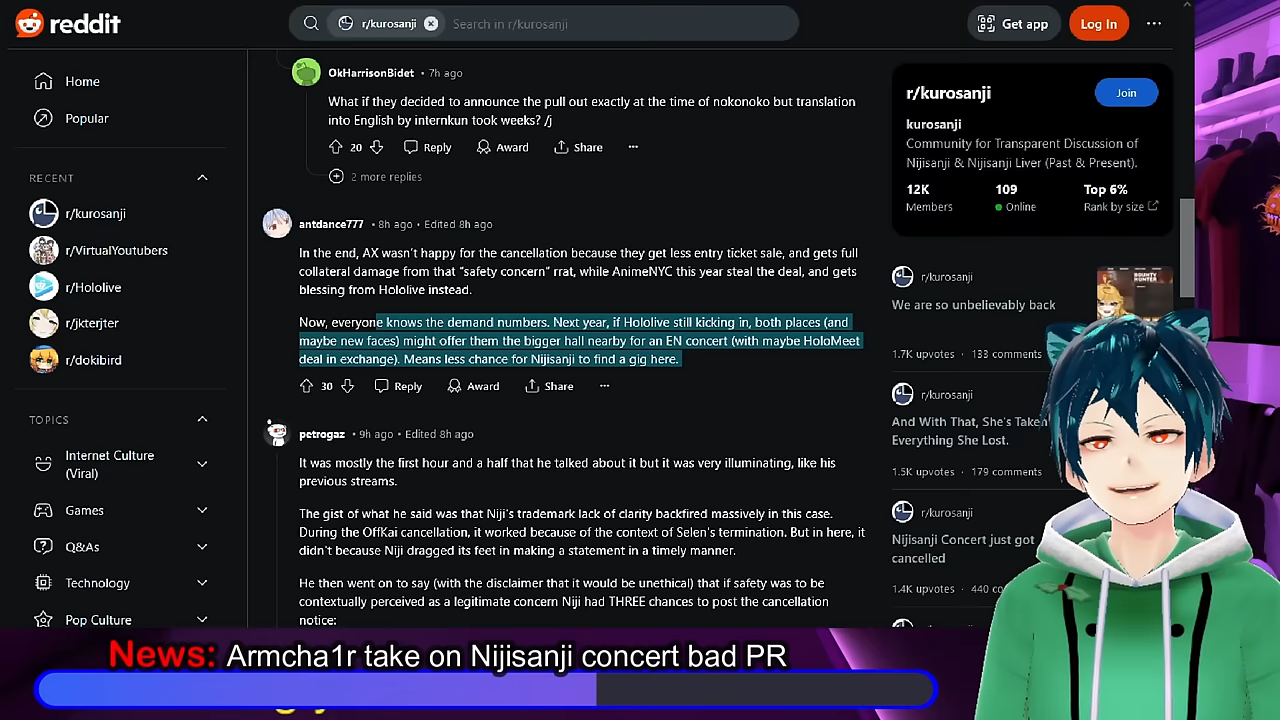 reddit
r/kurosanji
Search in r/kurosanji
Get app
Log In
Home
Popular
RECENT
r/kurosanji
r/VirtualYoutubers
r/Hololive
r/jkterjter
r/dokibird
TOPICS
Internet Culture
(Viral)
Games
Q&As
Technology
Pop Culture
OkHarrisonBidet • 7h ago
What if they decided to announce the pull out exactly at the time of nokonoko but translation
into English by internkun took weeks? /j
20
Reply
Award
Share
2 more replies
antdance777 • 8h ago • Edited 8h ago
In the end, AX wasn't happy for the cancellation because they get less entry ticket sale, and gets full
collateral damage from that "safety concern" rrat, while AnimeNYC this year steal the deal, and gets
blessing from Hololive instead.
Now, everyone knows the demand numbers. Next year, if Hololive still kicking in, both places (and
maybe new faces) might offer them the bigger hall nearby for an EN concert (with maybe HoloMeet
deal in exchange). Means less chance for Nijisanji to find a gig here.
30
Reply
Award
Share
petrogaz • 9h ago • Edited 8h ago
It was mostly the first hour and a half that he talked about it but it was very illuminating, like his
previous streams.
The gist of what he said was that Niji's trademark lack of clarity backfired massively in this case.
During the OffKai cancellation, it worked because of the context of Selen's termination. But in here, it
didn't because Niji dragged its feet in making a statement in a timely manner.
He then went on to say (with the disclaimer that it would be unethical) that if safety was to be
contextually perceived as a legitimate concern Niji had THREE chances to post the cancellation
notice:
r/kurosanji
Join
kurosanji
Community for Transparent Discussion of
Nijisanji & Nijisanji Liver (Past & Present).
12K
Members
109
Online
Top 6%
Rank by size
r/kurosanji
We are so unbelievably back
1.7K upvotes · 133 comments
BOUNTY
HUNTER
r/kurosanji
And With That, She's Taken
Everything She Lost.
1.5K upvotes · 179 comments
r/kurosanji
Nijisanji Concert just got
cancelled
1.4K upvotes · 440 co
News: Armcha1r take on Nijisanji concert bad PR